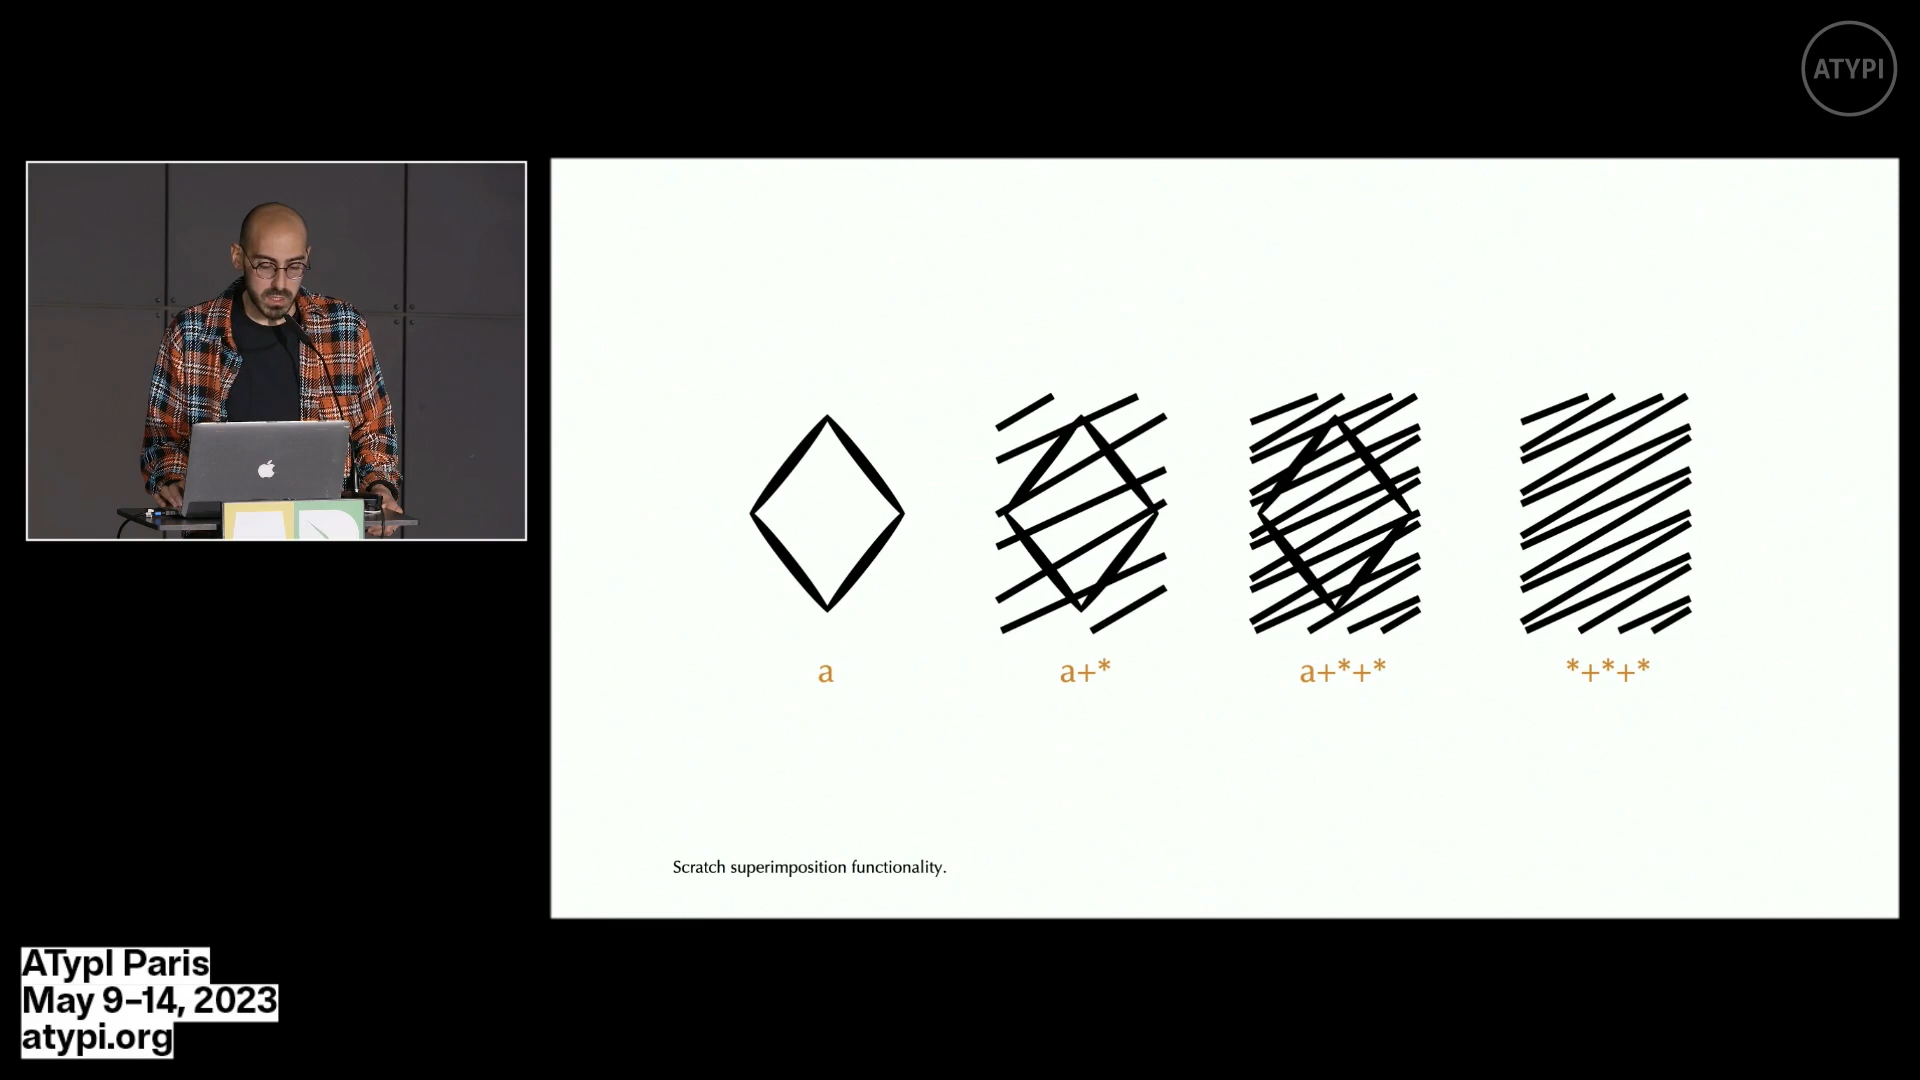 ATYPI
a
a+*
a+*+*
*+*+*
Scratch superimposition functionality.
ATypI Paris
May 9–14, 2023
atypi.org